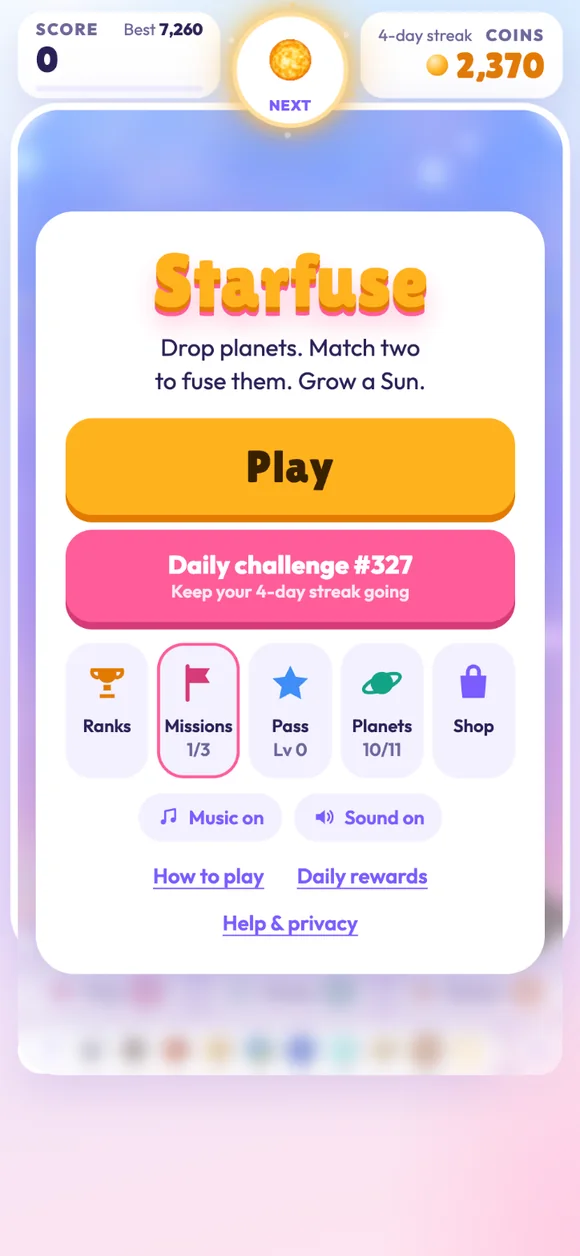 SCORE
Best 7,260
0
NEXT
4-day streak COINS
2,370
Starfuse
Drop planets. Match two
to fuse them. Grow a Sun.
Play
Daily challenge #327
Keep your 4-day streak going
Ranks
Missions
1/3
Pass
Lv 0
Planets
10/11
Shop
Music on
Sound on
How to play
Daily rewards
Help & privacy